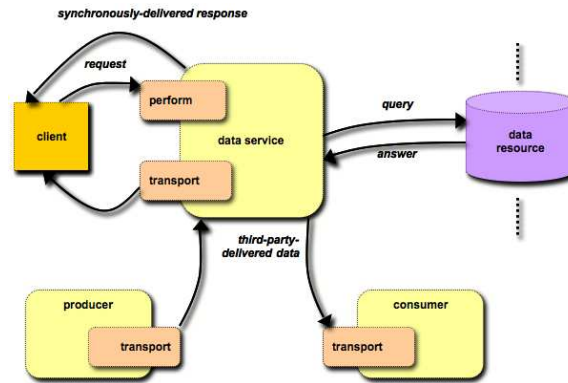 synchronously-delivered response
request
perform
client
data service
query
data
resource
answer
transport
third-party-
delivered data
producer
transport
consumer
transport